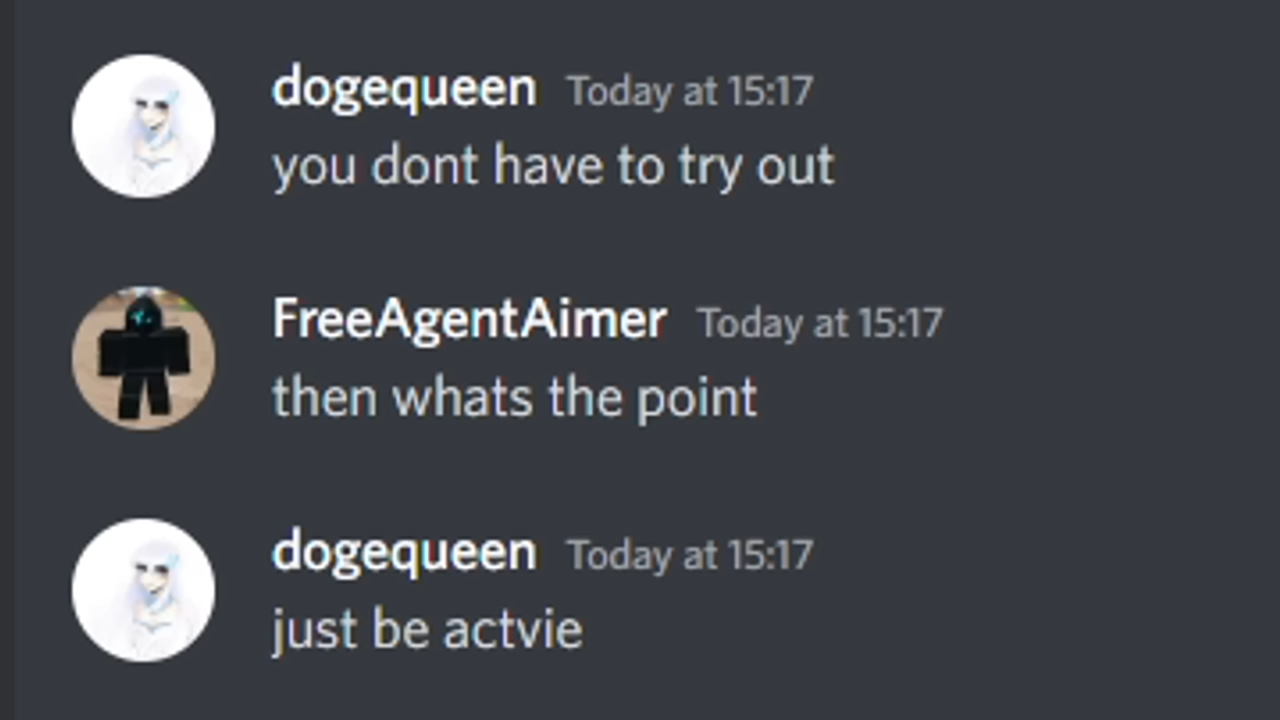 dogequeen Today at 15:17
you dont have to try out
FreeAgentAimer Today at 15:17
then whats the point
dogequeen Today at 15:17
just be actvie